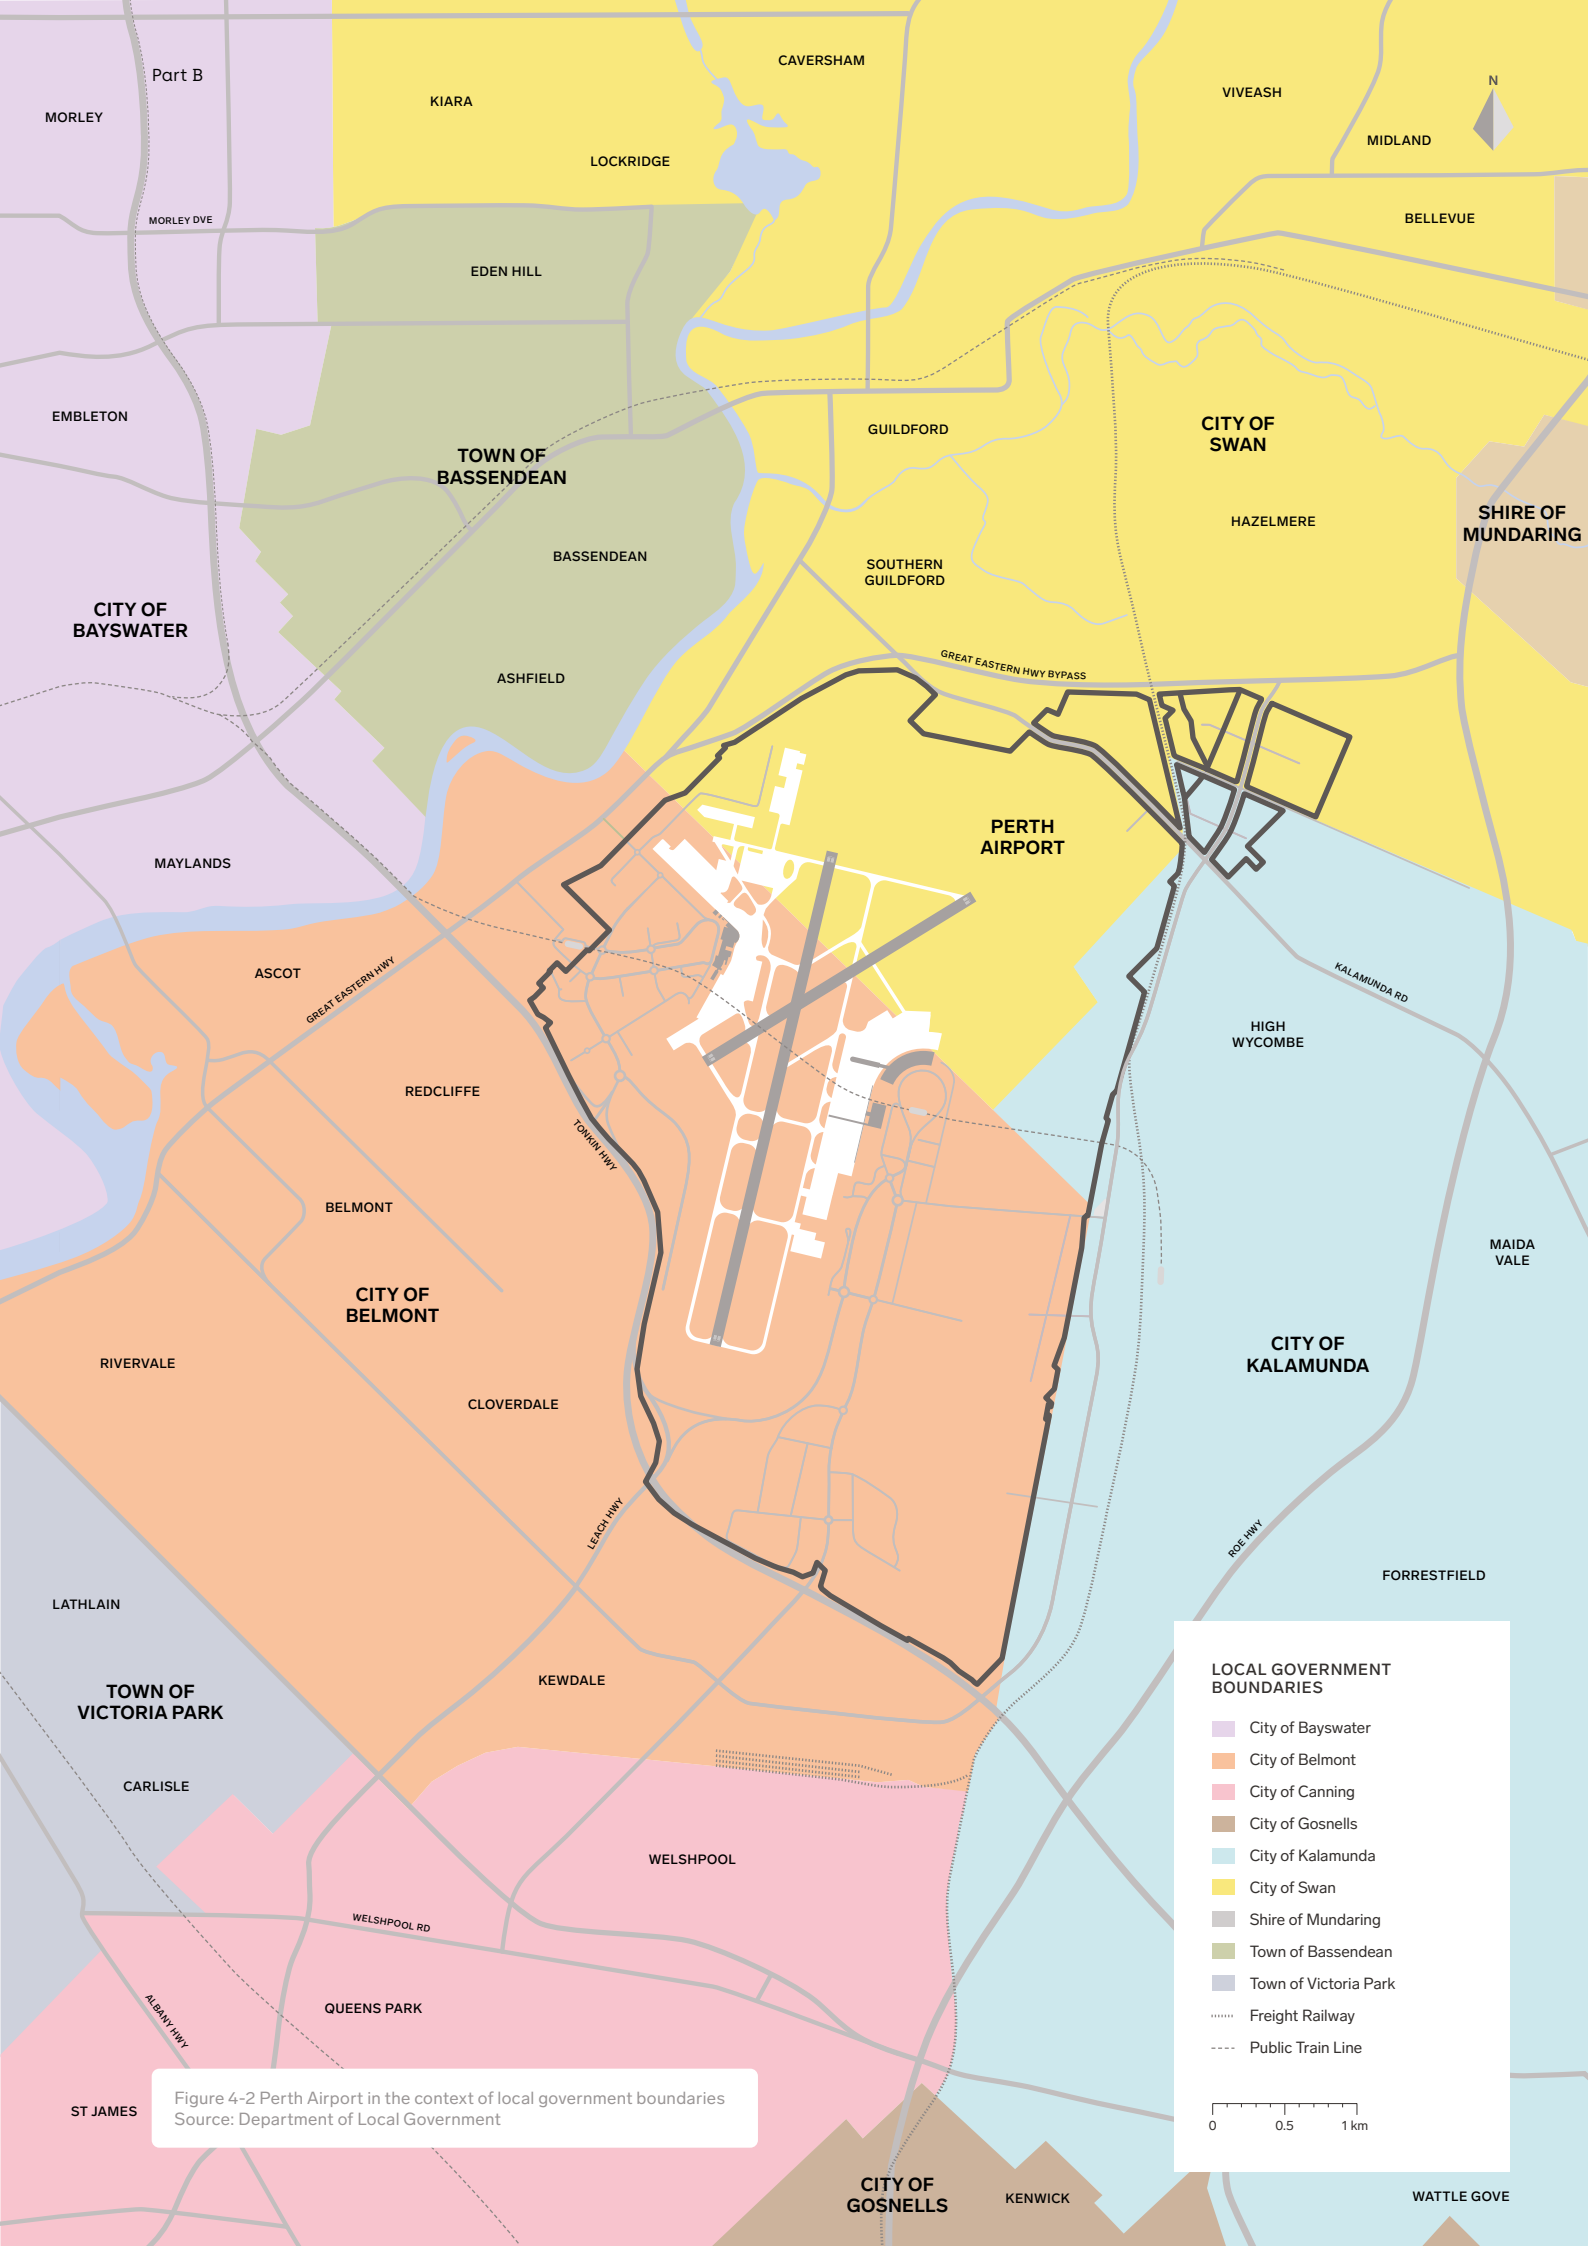 CAVERSHAM
Part B
N
VIVEASH
KIARA
MORLEY
MIDLAND
LOCKRIDGE
MORLEY DVE
BELLEVUE
EDEN HILL
EMBLETON
GUILDFORD
CITY OF
SWAN
TOWN OF
BASSENDEAN
SHIRE OF
MUNDARING
HAZELMERE
BASSENDEAN
SOUTHERN
GUILDFORD
CITY OF
BAYSWATER
GREAT EASTERN HWY BYPASS
ASHFIELD
PERTH
AIRPORT
MAYLANDS
ASCOT
GREAT EASTERN HWY
KALAMUNDA RD
HIGH
WYCOMBE
REDCLIFFE
TONKIN HWY
BELMONT
MAIDA
VALE
CITY OF
BELMONT
CITY OF
KALAMUNDA
RIVERVALE
CLOVERDALE
LEACH HWY
ROE HWY
FORRESTFIELD
LATHLAIN
KEWDALE
TOWN OF
VICTORIA PARK
CARLISLE
WELSHPOOL
WELSHPOOL RD
QUEENS PARK
ALBANY HWY
ST JAMES
LOCAL GOVERNMENT
BOUNDARIES
City of Bayswater
City of Belmont
City of Canning
City of Gosnells
City of Kalamunda
City of Swan
Shire of Mundaring
Town of Bassendean
Town of Victoria Park
Freight Railway
Public Train Line
0 0.5 1 km
Figure 4-2 Perth Airport in the context of local government boundaries
Source: Department of Local Government
CITY OF
GOSNELLS
KENWICK
WATTLE GOVE